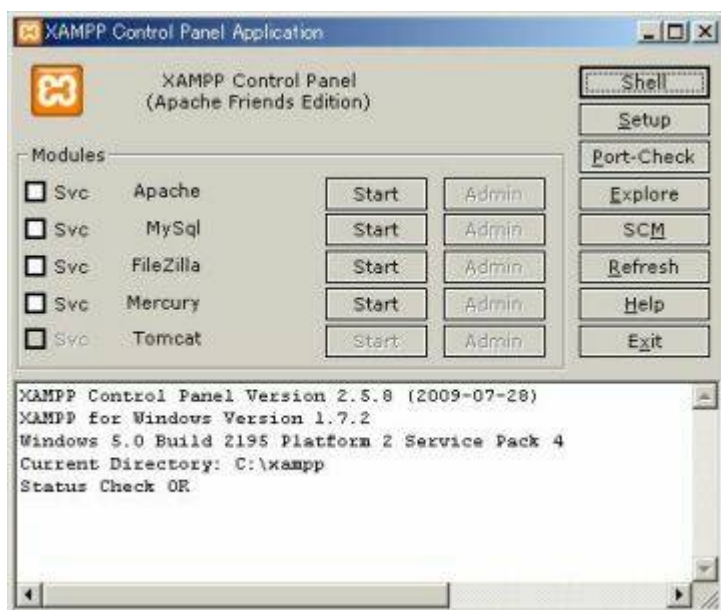 XAMPP Control Panel Application
XAMPP Control Panel
(Apache Friends Edition)
Shell
Setup
Modules
Port-Check
Svc Apache Start Admin Explore
Svc MySql Start Admin SCM
Svc FileZilla Start Admin Refresh
Svc Mercury Start Admin Help
Svc Tomcat Start Admin Exit
XAMPP Control Panel Version 2.5.8 (2009-07-28)
XAMPP for Windows Version 1.7.2
Windows 5.0 Build 2195 Platform 2 Service Pack 4
Current Directory: C:\xampp
Status Check OK